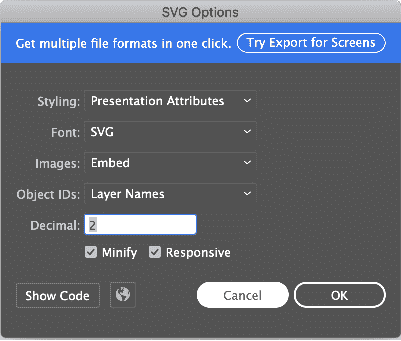 SVG Options
Get multiple file formats in one click. Try Export for Screens
Styling: Presentation Attributes
Font: SVG
Images: Embed
Object IDs: Layer Names
Decimal: 2
Minify Responsive
Show Code Cancel OK